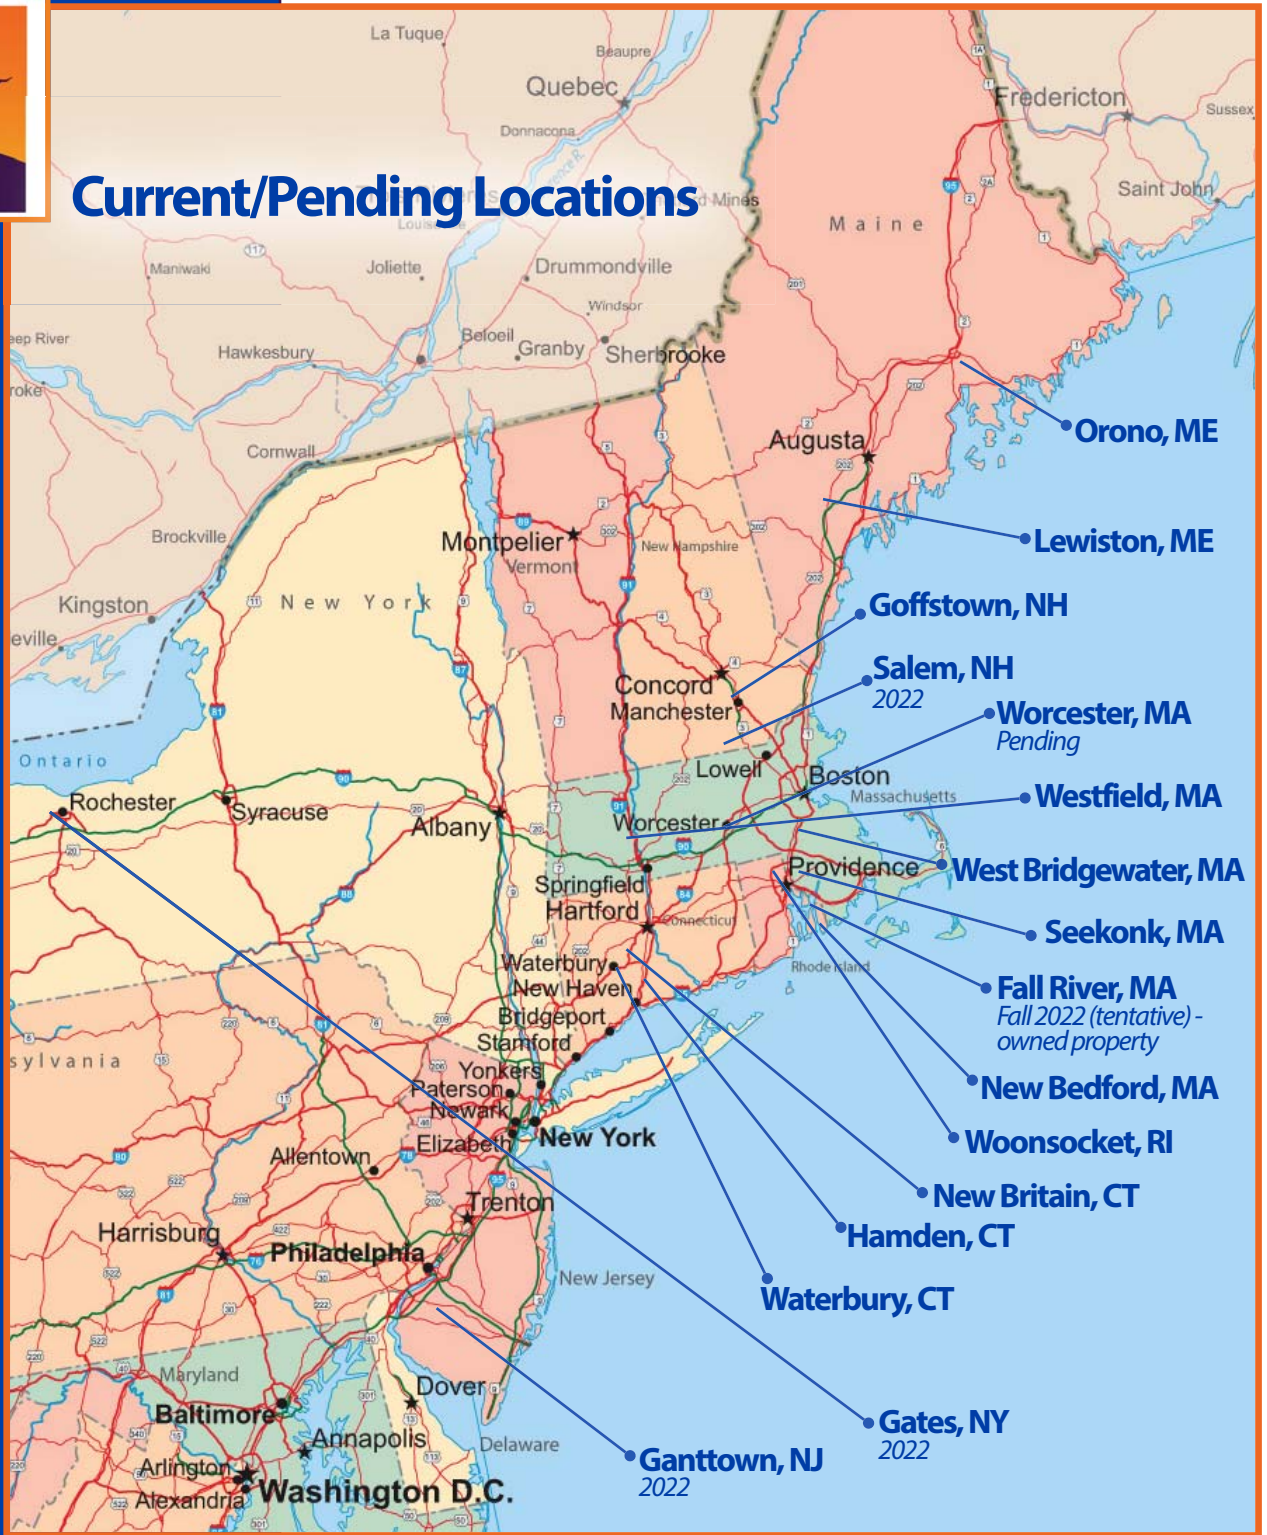 La Tuque
Beaupre
Quebec
Fredericton
Sussex
Donnacona
Current/Pending Locations
Saint John
Maine
Maniwaki
Joliette
Drummondville
Windsor
eep River
Beloeil
Hawkesbury
Granby
Sherbrooke
roke
Orono, ME
Augusta
Cornwall
Brockville
Montpelier
Vermont
New Hampshire
Lewiston, ME
Kingston
New York
Goffstown, NH
eville
Salem, NH
2022
Concord
Manchester
Worcester, MA
Pending
Ontario
Lowell
Boston
Massachusetts
Westfield, MA
Rochester
Syracuse
Albany
Worcester
Providence
West Bridgewater, MA
Springfield
Hartford
Connecticut
Seekonk, MA
Waterbury
Rhode Island
New Haven
Fall River, MA
Fall 2022 (tentative) -
owned property
Bridgeport
Stamford
sylvania
Yonkers
Paterson
New Bedford, MA
Newark
New York
Elizabeth
Woonsocket, RI
Allentown
Trenton
New Britain, CT
Harrisburg
Philadelphia
Hamden, CT
New Jersey
Waterbury, CT
Maryland
Dover
Baltimore
Gates, NY
2022
Annapolis
Delaware
Ganttown, NJ
2022
Arlington
Washington D.C.
Alexandria